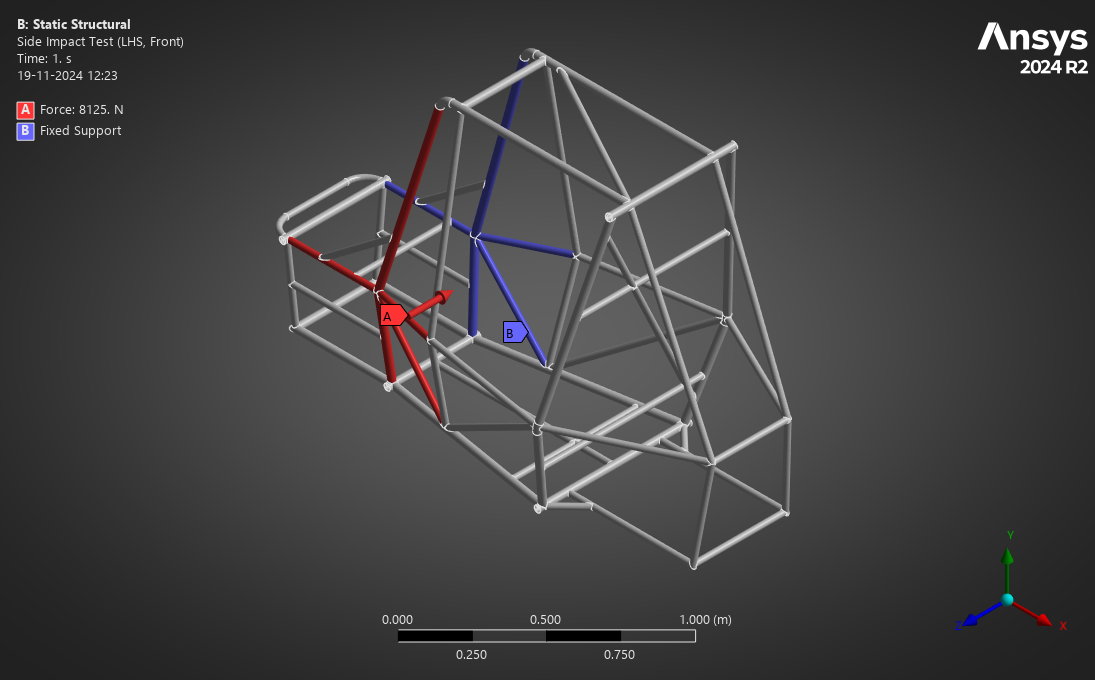 B: Static Structural
Side Impact Test (LHS, Front)
Time: 1. s
19-11-2024 12:23
A Force: 8125. N
B Fixed Support
Ansys
2024 R2
A
B
Y
Z
X
0.000 0.500 1.000 (m)
0.250 0.750